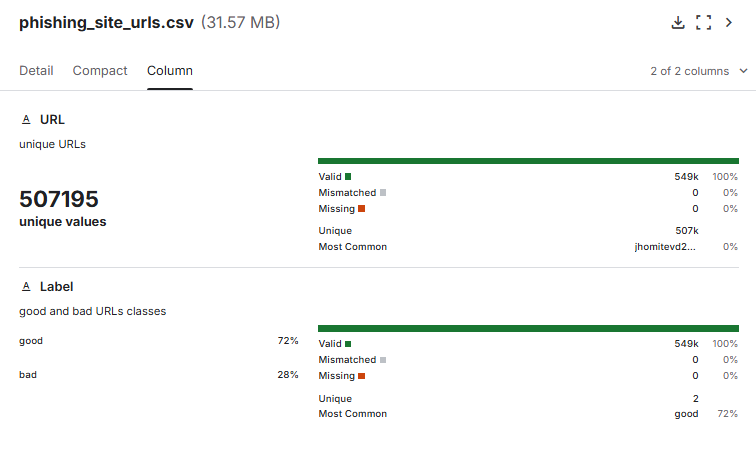 phishing_site_urls.csv (31.57 MB)
Detail Compact Column 2 of 2 columns
A URL
unique URLs
507195
unique values
Valid 549k 100%
Mismatched 0 0%
Missing 0 0%
Unique 507k
Most Common jhomitevd2... 0%
A Label
good and bad URLs classes
good 72%
bad 28%
Valid 549k 100%
Mismatched 0 0%
Missing 0 0%
Unique 2
Most Common good 72%